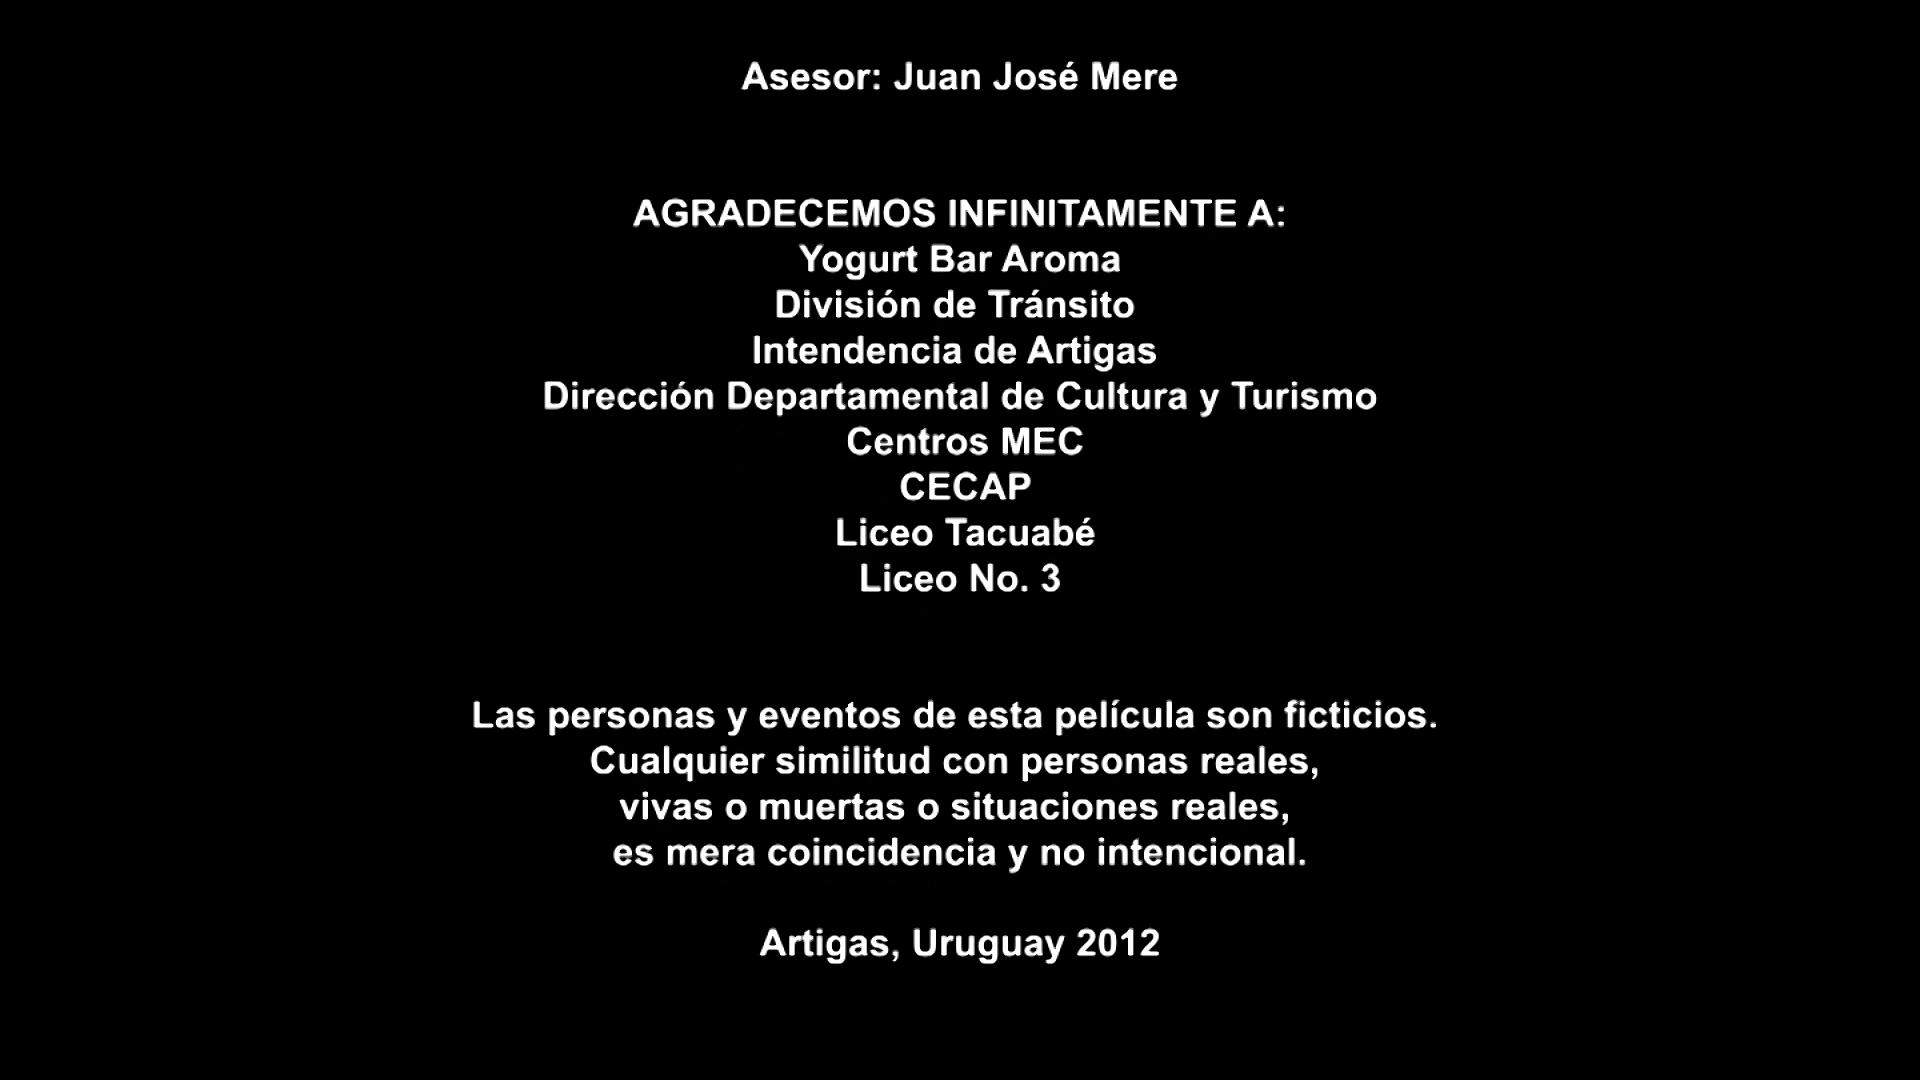 Asesor: Juan José Mere
AGRADECEMOS INFINITAMENTE A:
Yogurt Bar Aroma
División de Tránsito
Intendencia de Artigas
Dirección Departamental de Cultura y Turismo
Centros MEC
CECAP
Liceo Tacuabé
Liceo No. 3
Las personas y eventos de esta película son ficticios.
Cualquier similitud con personas reales,
vivas o muertas o situaciones reales,
es mera coincidencia y no intencional.
Artigas, Uruguay 2012